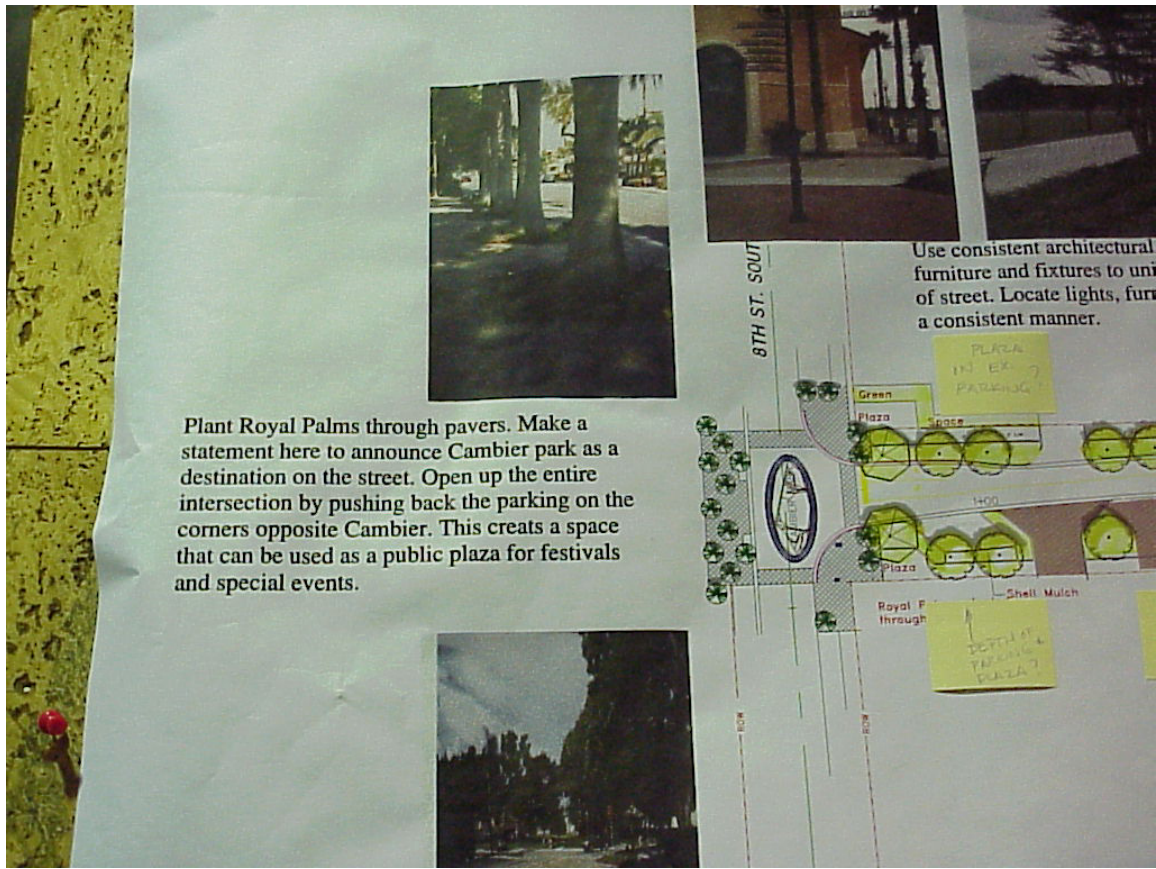 Use consistent architectural
furniture and fixtures to
of street. Locate lights,
a consistent manner.
8TH ST.
PLAZA
IN EX.
PARKING?
Green
Plaza
Space
Plant Royal Palms through pavers. Make a
statement here to announce Cambier park as a
destination on the street. Open up the entire
intersection by pushing back the parking on the
corners opposite Cambier. This creats a space
that can be used as a public plaza for festivals
and special events.
1+00
Plaza
Shell Mulch
Royal
through
DEPTH OF
PARKING +
PLAZA?
ROW
ROW